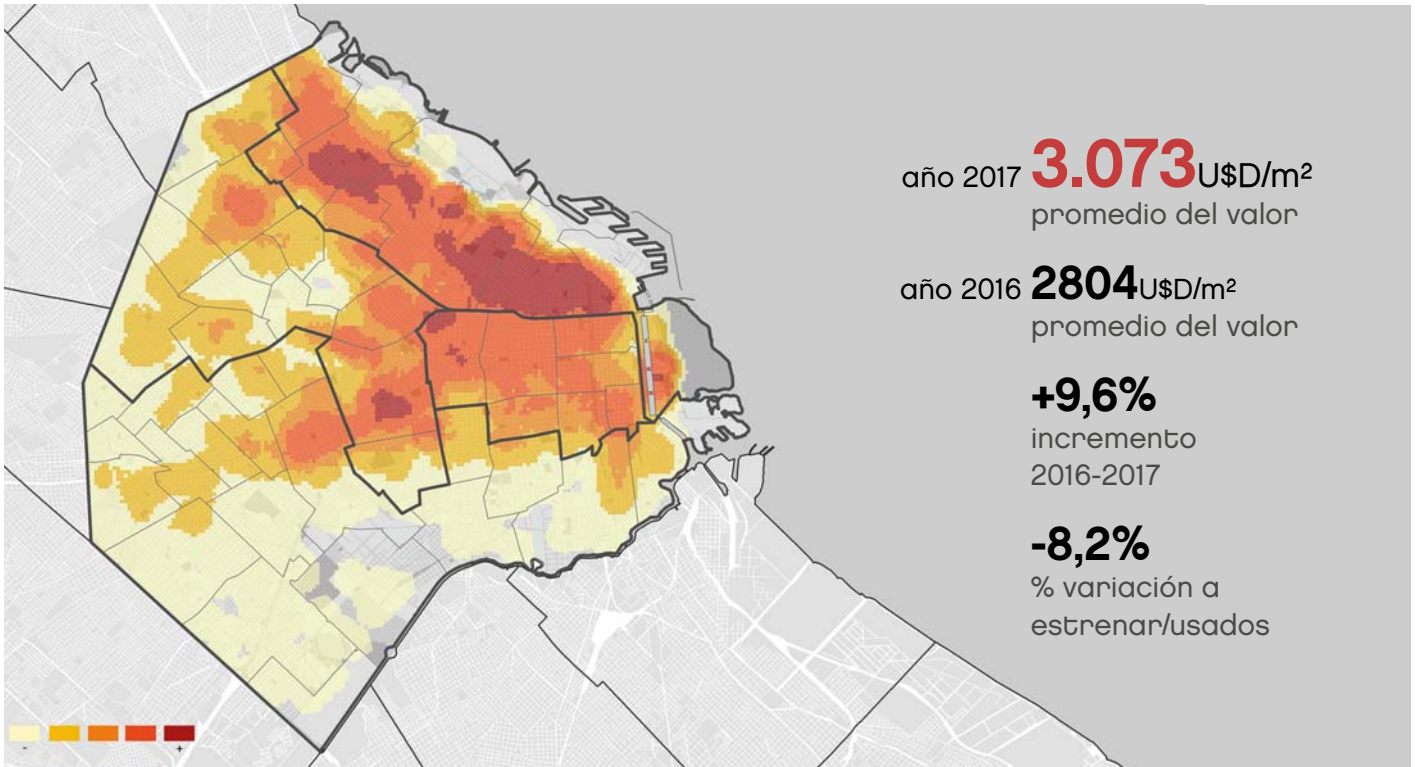 año 2017 3.073U$D/m²
promedio del valor
año 2016 2804U$D/m²
promedio del valor
+9,6%
incremento
2016-2017
-8,2%
% variación a
estrenar/usados
- +